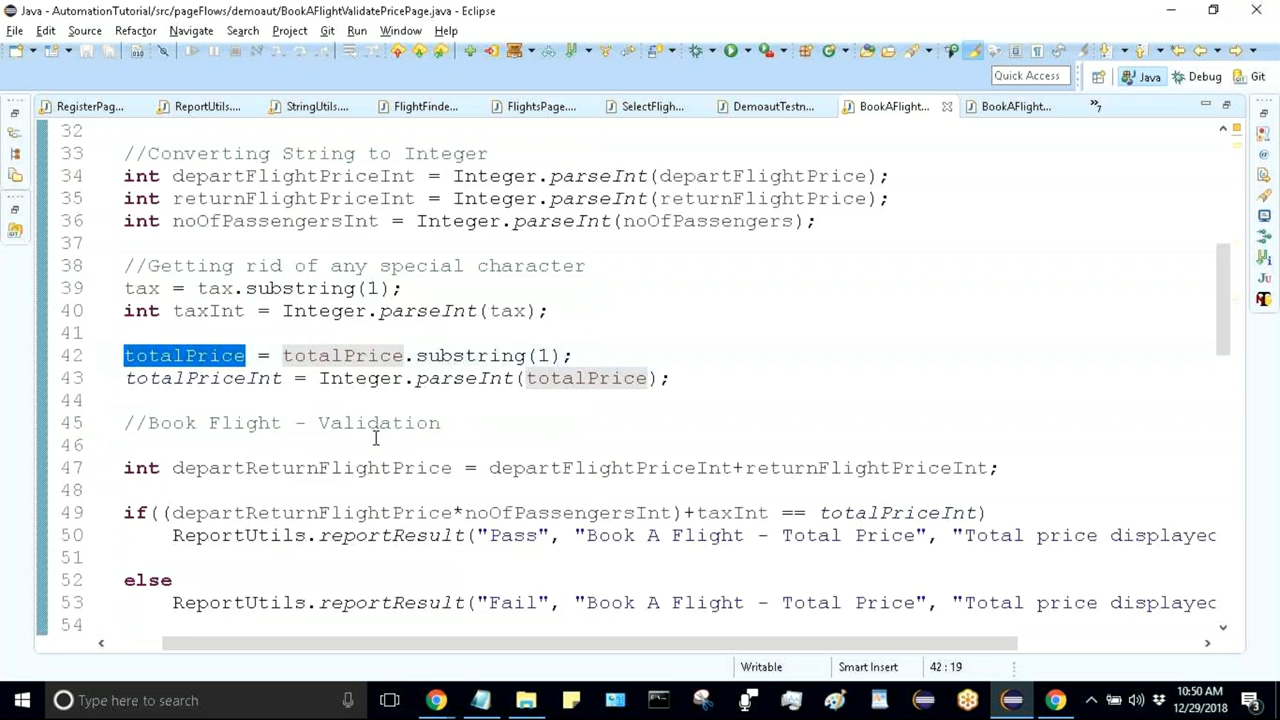 Java - AutomationTutorial/src/pageFlows/demoaut/BookAFlightValidatePricePage.java - Eclipse
File Edit Source Refactor Navigate Search Project Git Run Window Help
Quick Access Java Debug Git
RegisterPag... ReportUtils.... StringUtils.... FlightFinde... FlightsPage.... SelectFligh... DemoautTestn... BookAFlight... BookAFlight... »7
32
33 //Converting String to Integer
34 int departFlightPriceInt = Integer.parseInt(departFlightPrice);
35 int returnFlightPriceInt = Integer.parseInt(returnFlightPrice);
36 int noOfPassengersInt = Integer.parseInt(noOfPassengers);
37
38 //Getting rid of any special character
39 tax = tax.substring(1);
40 int taxInt = Integer.parseInt(tax);
41
42 totalPrice = totalPrice.substring(1);
43 totalPriceInt = Integer.parseInt(totalPrice);
44
45 //Book Flight - Validation
46
47 int departReturnFlightPrice = departFlightPriceInt+returnFlightPriceInt;
48
49 if((departReturnFlightPrice*noOfPassengersInt)+taxInt == totalPriceInt)
50 ReportUtils.reportResult("Pass", "Book A Flight - Total Price", "Total price displayed
51
52 else
53 ReportUtils.reportResult("Fail", "Book A Flight - Total Price", "Total price displayed
54
Writable Smart Insert 42 : 19
Type here to search
10:50 AM
12/29/2018
3